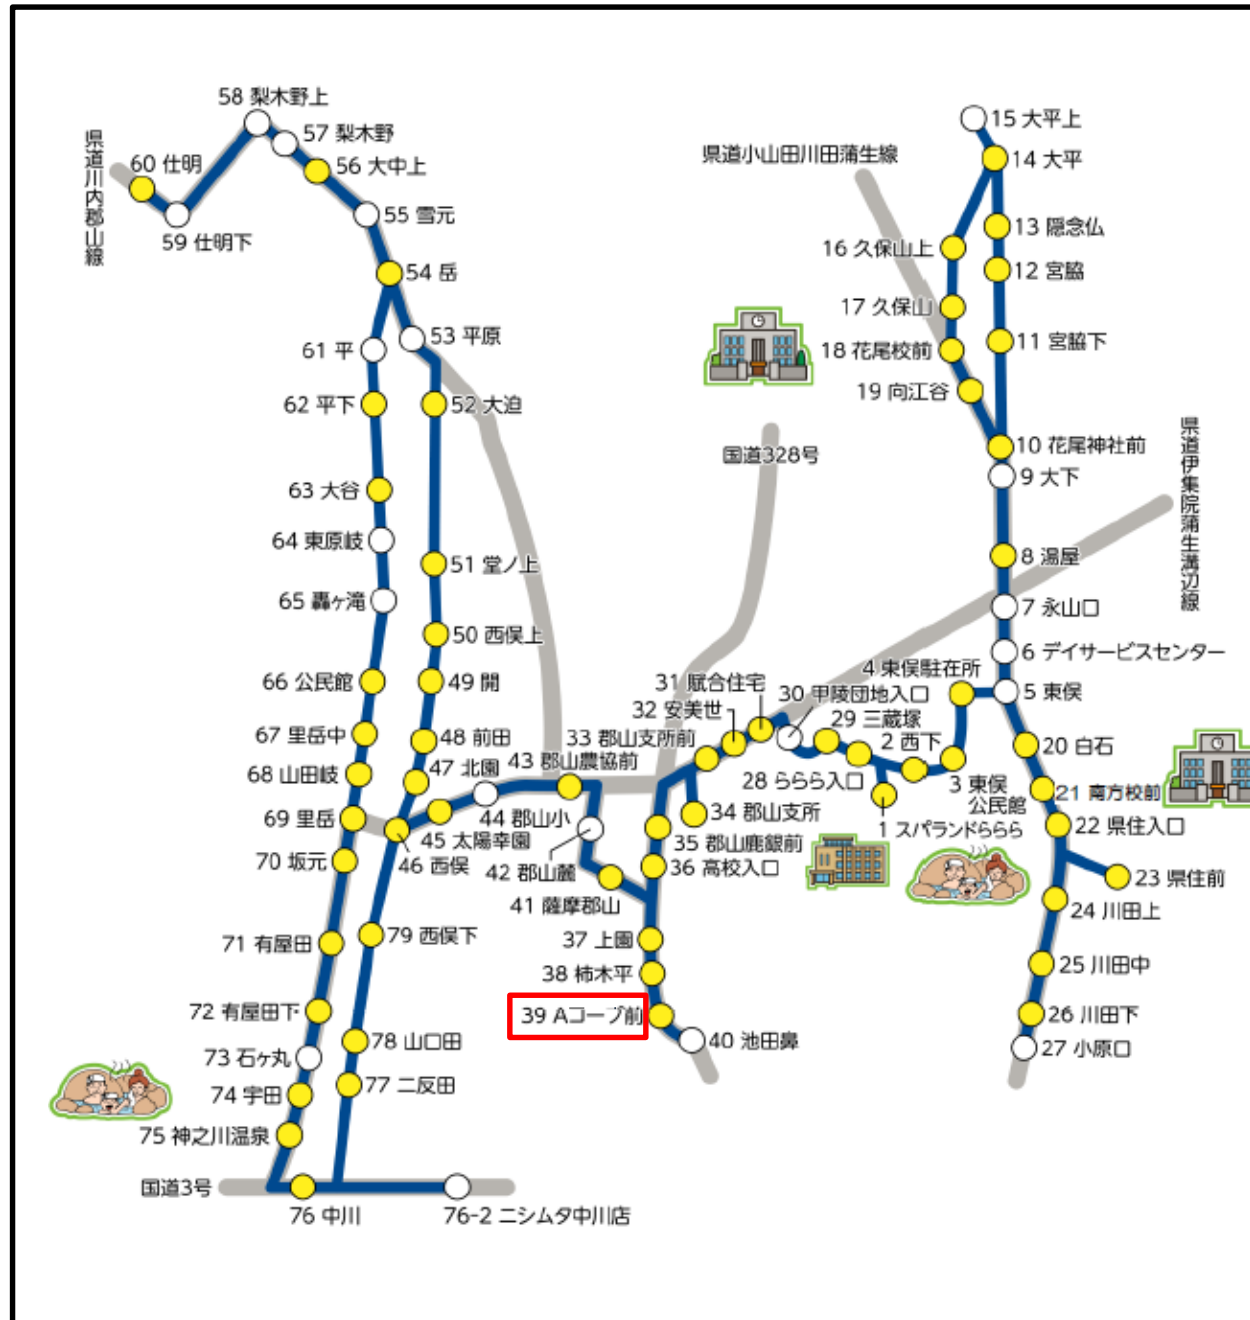 58 梨木野上
57 梨木野
60 仕明
56 大中上
県道川内郡山線
55 雪元
59 仕明下
54 岳
53 平原
61 平
62 平下
52 大迫
63 大谷
64 東原岐
51 堂ノ上
65 轟ヶ滝
50 西俣上
66 公民館
49 開
67 里岳中
48 前田
68 山田岐
47 北園
43 郡山農協前
69 里岳
44 郡山小
45 太陽幸園
46 西俣
70 坂元
42 郡山麓
41 薩摩郡山
71 有屋田
79 西俣下
72 有屋田下
73 石ヶ丸
78 山口田
74 宇田
77 二反田
75 神之川温泉
国道3号
76 中川
76-2 ニシムタ中川店
15 大平上
県道小山田川田蒲生線
14 大平
13 隠念仏
16 久保山上
12 宮脇
17 久保山
11 宮脇下
18 花尾校前
19 向江谷
10 花尾神社前
国道328号
9 大下
県道伊集院蒲生溝辺線
8 湯屋
7 永山口
6 デイサービスセンター
4 東俣駐在所
5 東俣
31 賦合住宅
30 甲陵団地入口
32 安美世
29 三蔵塚
33 郡山支所前
2 西下
20 白石
28 ららら入口
3 東俣
公民館
21 南方校前
34 郡山支所
1 スパランドららら
22 県住入口
35 郡山鹿銀前
36 高校入口
23 県住前
24 川田上
37 上園
25 川田中
38 柿木平
39 Aコープ前
26 川田下
40 池田鼻
27 小原口